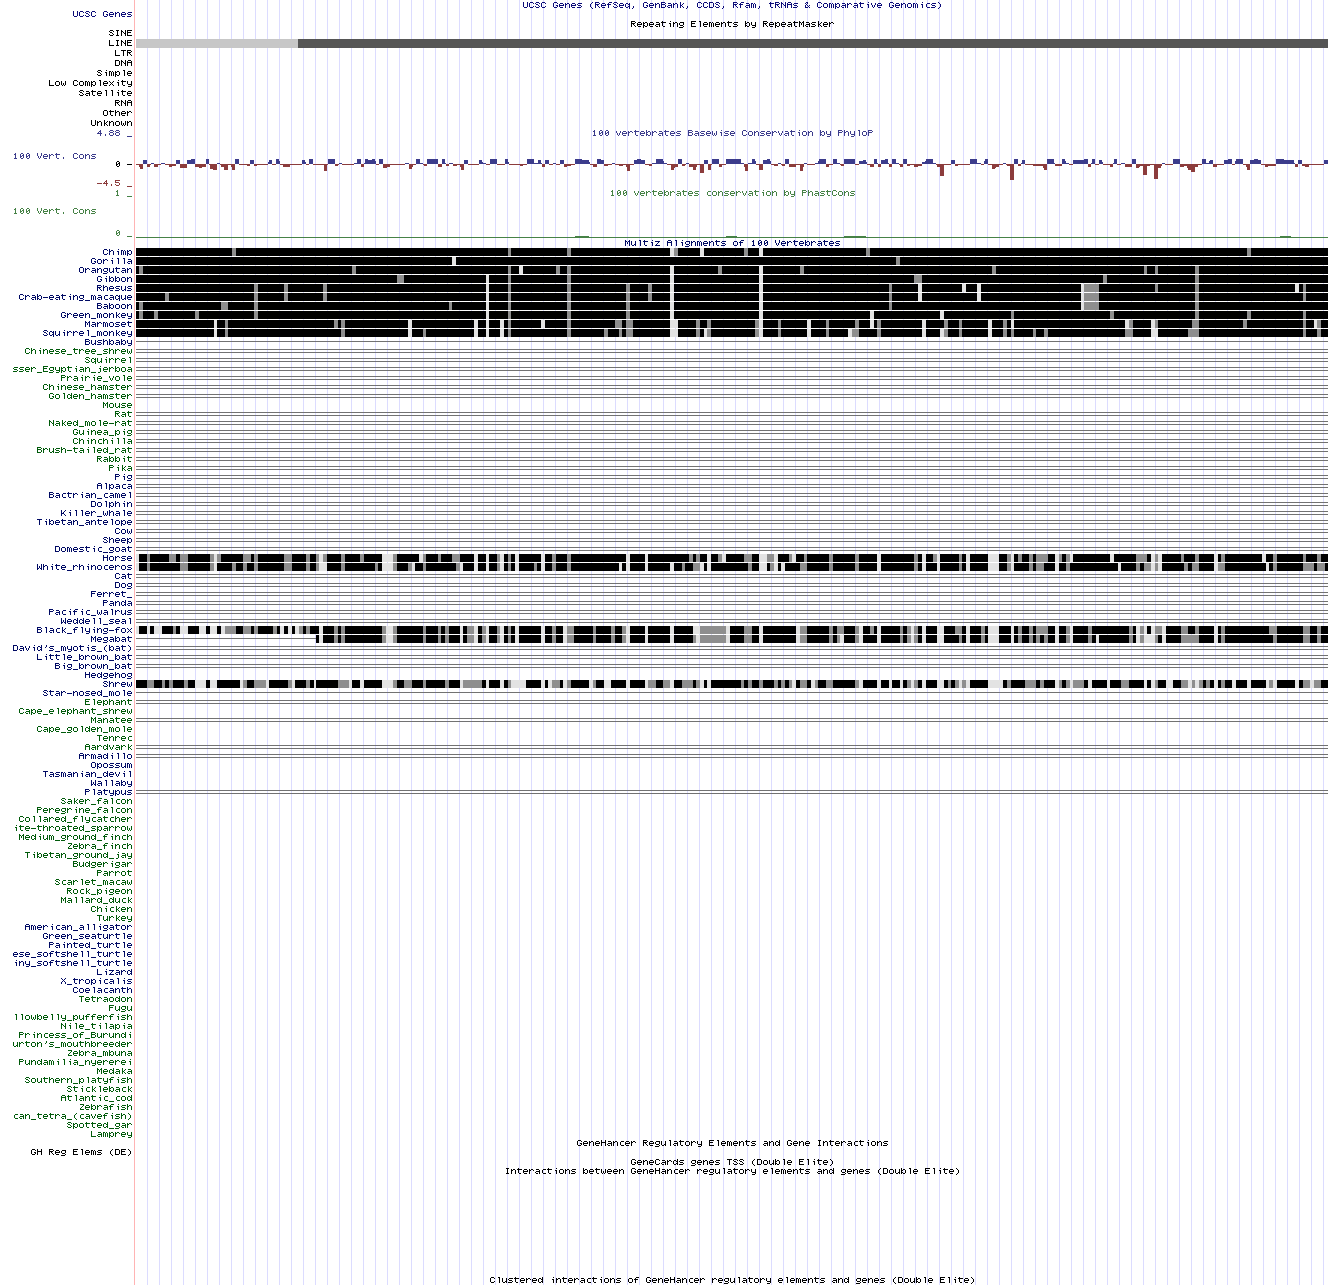 UCSC Genes (RefSeq, GenBank, CCDS, Rfam, tRNAs & Comparative Genomics)
UCSC Genes
Repeating Elements by RepeatMasker
SINE
LINE
LTR
DNA
Simple
Low Complexity
Satellite
RNA
Other
Unknown
4.88 _
100 vertebrates Basewise Conservation by PhyloP
100 Vert. Cons
0 _
-4.5 _
1 _
100 vertebrates conservation by PhastCons
100 Vert. Cons
0 _
Multiz Alignments of 100 Vertebrates
Chimp
Gorilla
Orangutan
Gibbon
Rhesus
Crab-eating_macaque
Baboon
Green_monkey
Marmoset
Squirrel_monkey
Bushbaby
Chinese_tree_shrew
Squirrel
sser_Egyptian_jerboa
Prairie_vole
Chinese_hamster
Golden_hamster
Mouse
Rat
Naked_mole-rat
Guinea_pig
Chinchilla
Brush-tailed_rat
Rabbit
Pika
Pig
Alpaca
Bactrian_camel
Dolphin
Killer_whale
Tibetan_antelope
Cow
Sheep
Domestic_goat
Horse
White_rhinoceros
Cat
Dog
Ferret_
Panda
Pacific_walrus
Weddell_seal
Black_flying-fox
Megabat
David's_myotis_(bat)
Little_brown_bat
Big_brown_bat
Hedgehog
Shrew
Star-nosed_mole
Elephant
Cape_elephant_shrew
Manatee
Cape_golden_mole
Tenrec
Aardvark
Armadillo
Opossum
Tasmanian_devil
Wallaby
Platypus
Saker_falcon
Peregrine_falcon
Collared_flycatcher
ite-throated_sparrow
Medium_ground_finch
Zebra_finch
Tibetan_ground_jay
Budgerigar
Parrot
Scarlet_macaw
Rock_pigeon
Mallard_duck
Chicken
Turkey
American_alligator
Green_seaturtle
Painted_turtle
ese_softshell_turtle
iny_softshell_turtle
Lizard
X_tropicalis
Coelacanth
Tetraodon
Fugu
llowbelly_pufferfish
Nile_tilapia
Princess_of_Burundi
urton's_mouthbreeder
Zebra_mbuna
Pundamilia_nyererei
Medaka
Southern_platyfish
Stickleback
Atlantic_cod
Zebrafish
can_tetra_(cavefish)
Spotted_gar
Lamprey
GeneHancer Regulatory Elements and Gene Interactions
GH Reg Elems (DE)
GeneCards genes TSS (Double Elite)
Interactions between GeneHancer regulatory elements and genes (Double Elite)
Clustered interactions of GeneHancer regulatory elements and genes (Double Elite)